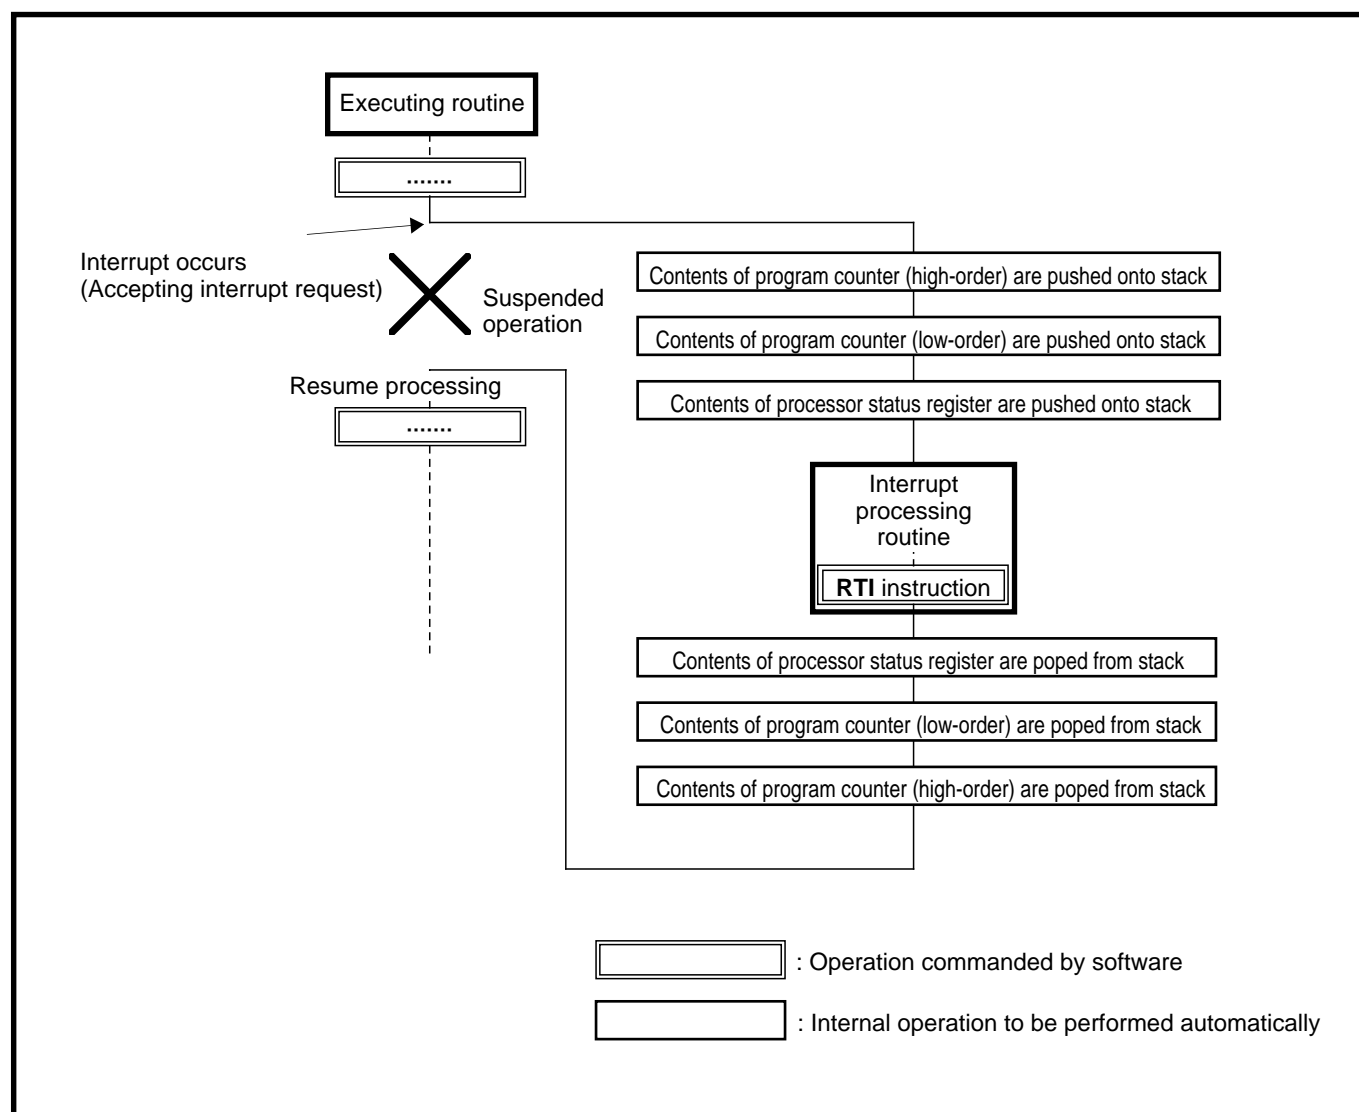 Executing routine
.......
Interrupt occurs
(Accepting interrupt request)
Suspended
operation
Resume processing
.......
Contents of program counter (high-order) are pushed onto stack
Contents of program counter (low-order) are pushed onto stack
Contents of processor status register are pushed onto stack
Interrupt
processing
routine
RTI instruction
Contents of processor status register are poped from stack
Contents of program counter (low-order) are poped from stack
Contents of program counter (high-order) are poped from stack
: Operation commanded by software
: Internal operation to be performed automatically